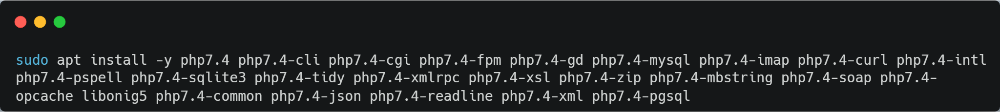 sudo apt install -y php7.4 php7.4-cli php7.4-cgi php7.4-fpm php7.4-gd php7.4-mysql php7.4-imap php7.4-curl php7.4-intl
php7.4-pspell php7.4-sqlite3 php7.4-tidy php7.4-xmlrpc php7.4-xsl php7.4-zip php7.4-mbstring php7.4-soap php7.4-
opcache libonig5 php7.4-common php7.4-json php7.4-readline php7.4-xml php7.4-pgsql